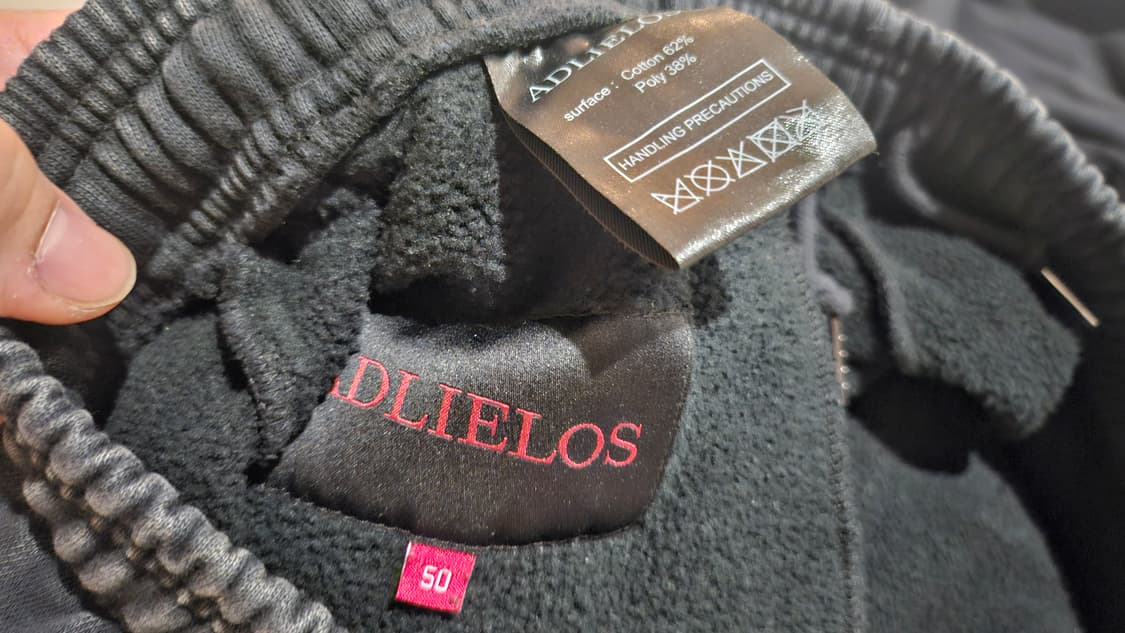 ADLIELOS
surface : Cotton 62%
Poly 38%
HANDLING PRECAUTIONS
ADLIELOS
50